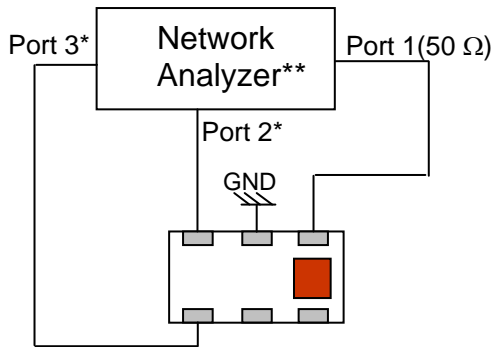 Port 3*
Network
Analyzer**
Port 1(50 Ω)
Port 2*
GND